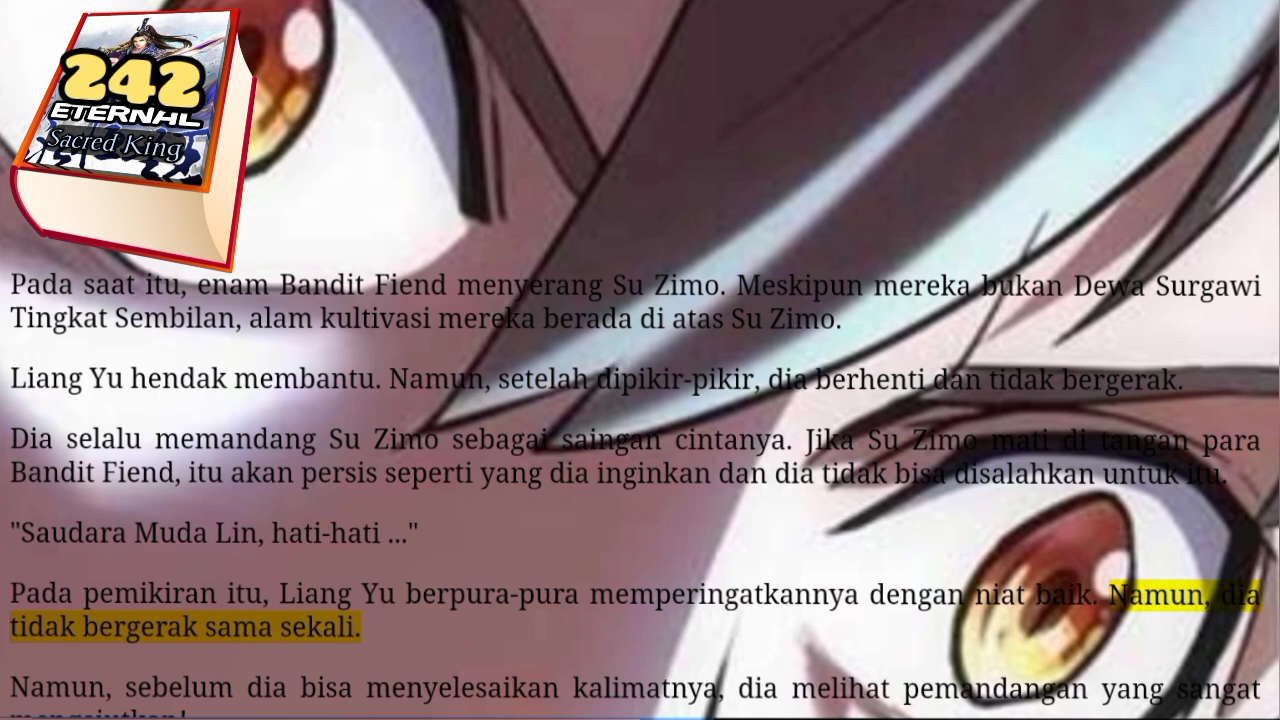 242
ETERNAL
Sacred King
Pada saat itu, enam Bandit Fiend menyerang Su Zimo. Meskipun mereka bukan Dewa Surgawi
Tingkat Sembilan, alam kultivasi mereka berada di atas Su Zimo.
Liang Yu hendak membantu. Namun, setelah dipikir-pikir, dia berhenti dan tidak bergerak.
Dia selalu memandang Su Zimo sebagai saingan cintanya. Jika Su Zimo mati di tangan para
Bandit Fiend, itu akan persis seperti yang dia inginkan dan dia tidak bisa disalahkan untuk itu.
"Saudara Muda Lin, hati-hati ..."
Pada pemikiran itu, Liang Yu berpura-pura memperingatkannya dengan niat baik. Namun, dia
tidak bergerak sama sekali.
Namun, sebelum dia bisa menyelesaikan kalimatnya, dia melihat pemandangan yang sangat